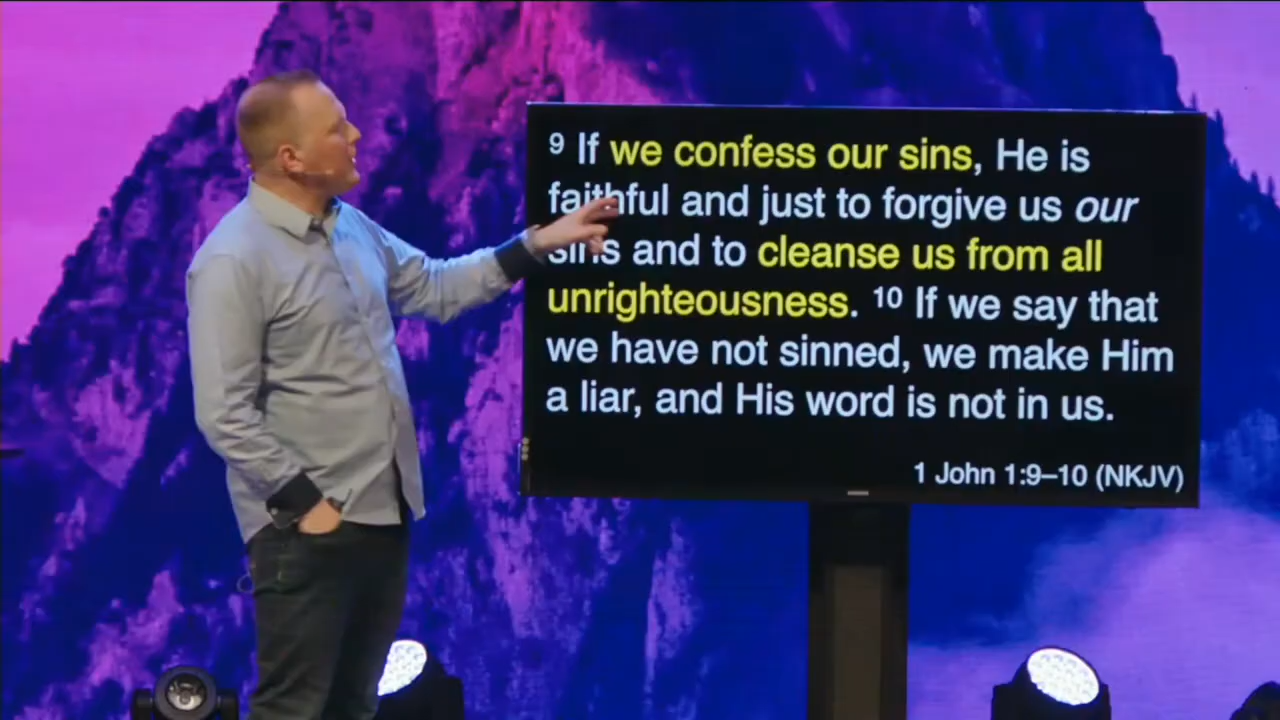 9 If we confess our sins, He is
faithful and just to forgive us our
sins and to cleanse us from all
unrighteousness. 10 If we say that
we have not sinned, we make Him
a liar, and His word is not in us.
1 John 1:9–10 (NKJV)